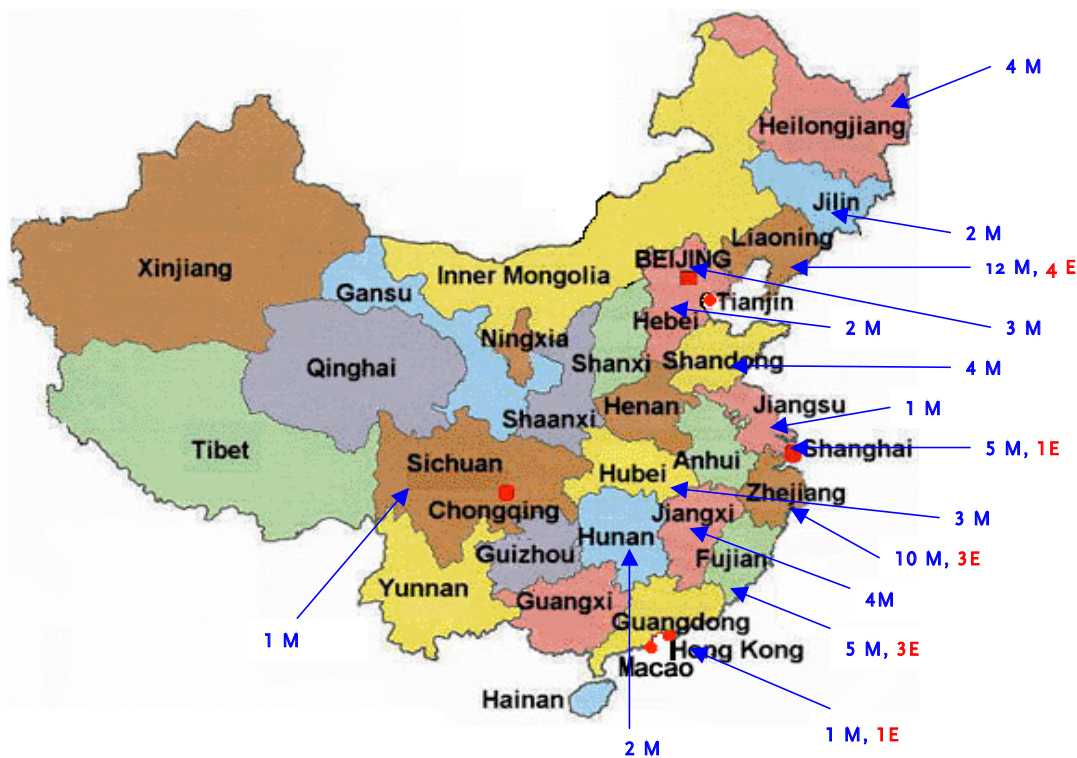 4 M
Heilongjiang
Jilin
2 M
Liaoning
BEIJING
12 M, 4 E
Xinjiang
Inner Mongolia
Gansu
Tianjin
Hebei
2 M
3 M
Ningxia
Qinghai
Shanxi
Shandong
4 M
Henan
Jiangsu
1 M
Shaanxi
Tibet
Shanghai
5 M, 1E
Sichuan
Hubei
Anhui
Zhejiang
Chongqing
Jiangxi
3 M
Hunan
Guizhou
Fujian
10 M, 3E
Yunnan
Guangxi
4M
Guangdong
1 M
5 M, 3E
Hong Kong
Macao
Hainan
1 M, 1E
2 M